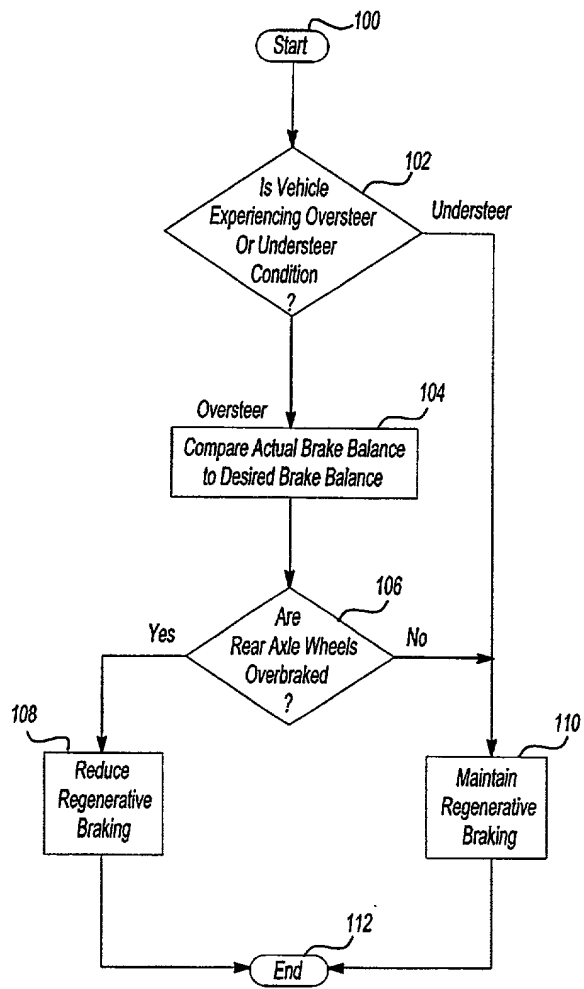 100
Start
102
Is Vehicle
Experiencing Oversteer
Or Understeer
Condition
?
Understeer
Oversteer
104
Compare Actual Brake Balance
to Desired Brake Balance
106
Are
Rear Axle Wheels
Overbraked
?
Yes
No
108
Reduce
Regenerative
Braking
110
Maintain
Regenerative
Braking
112
End